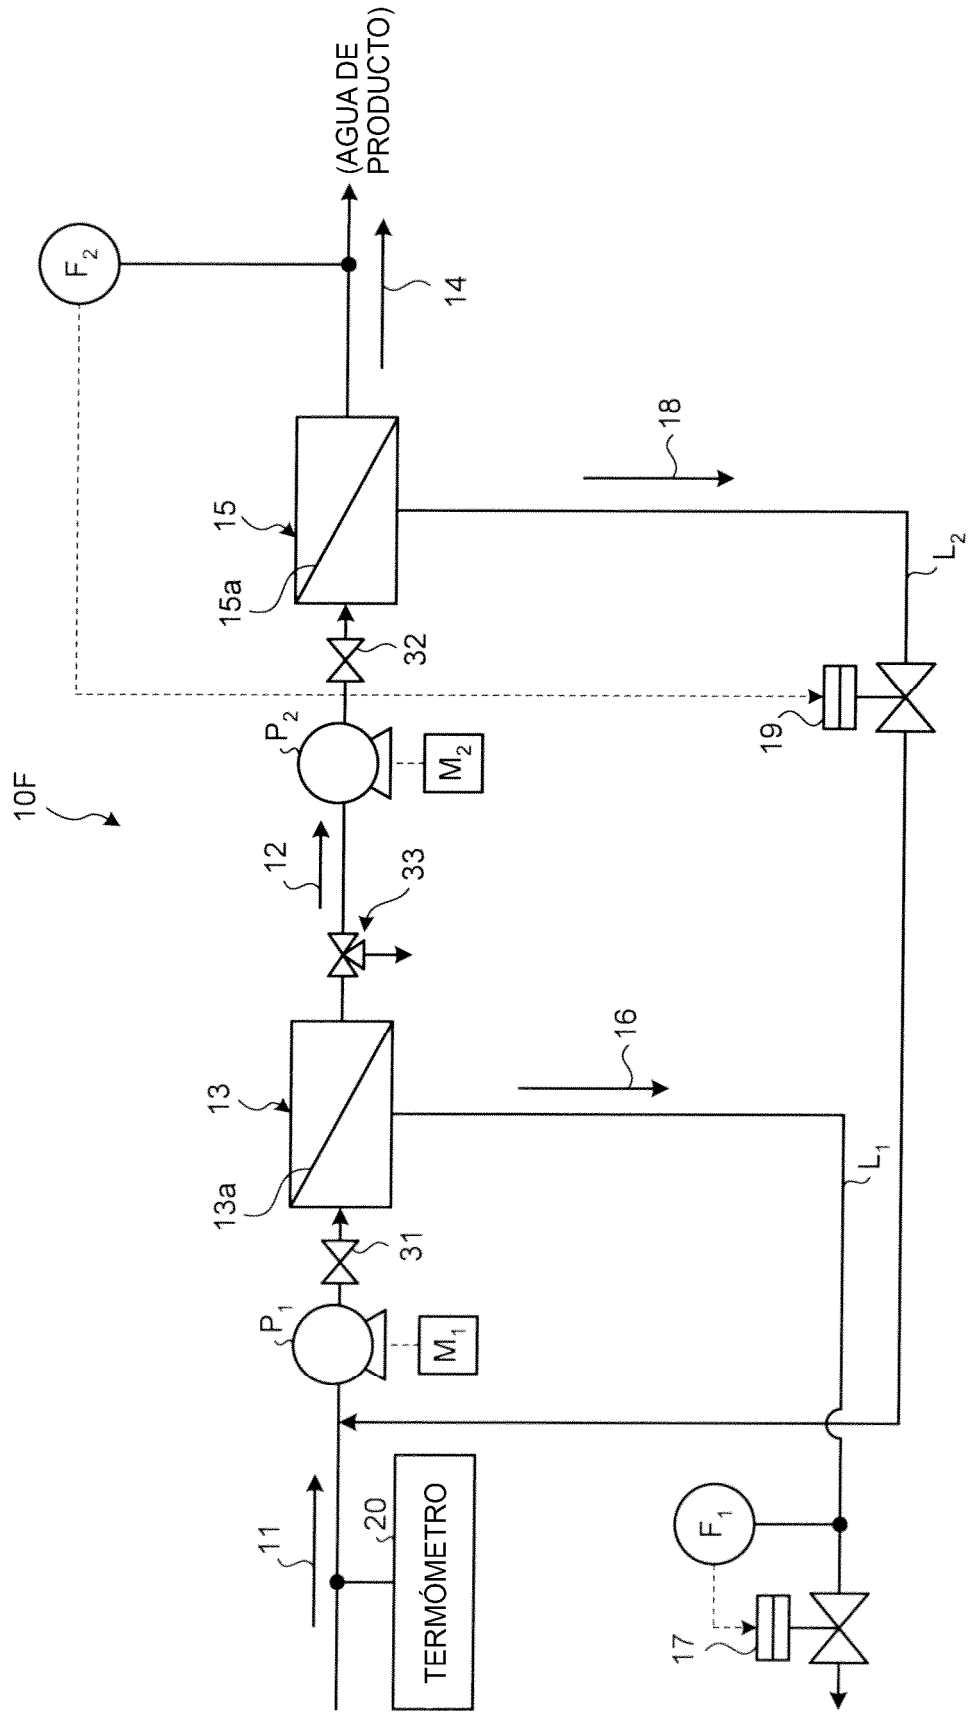 10F
F2
(AGUA DE
PRODUCTO)
14
15
15a
18
32
P2
M2
19
L2
12
33
13
13a
16
31
P1
M1
L1
11
20
TERMÓMETRO
F1
17